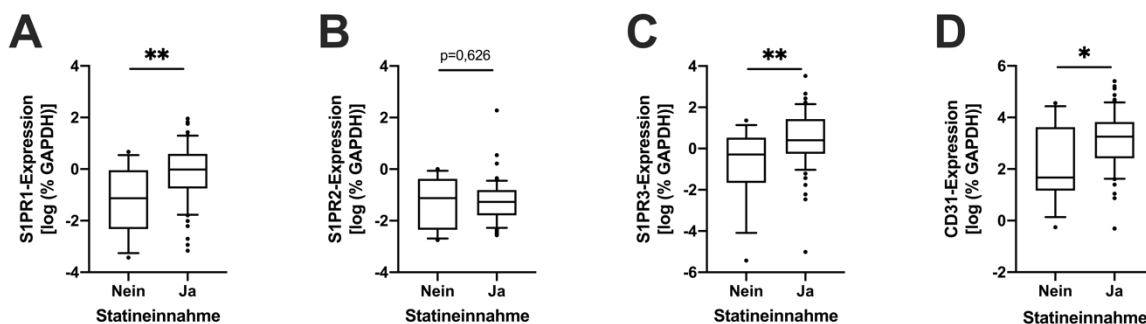 A
S1PR1-Expression
[log (% GAPDH)]
4
2
0
-2
-4
**
Nein Ja
Statineinnahme
B
S1PR2-Expression
[log (% GAPDH)]
4
2
0
-2
-4
p=0,626
Nein Ja
Statineinnahme
C
S1PR3-Expression
[log (% GAPDH)]
4
2
0
-2
-4
-6
**
Nein Ja
Statineinnahme
D
CD31-Expression
[log (% GAPDH)]
6
4
2
0
-2
*
Nein Ja
Statineinnahme